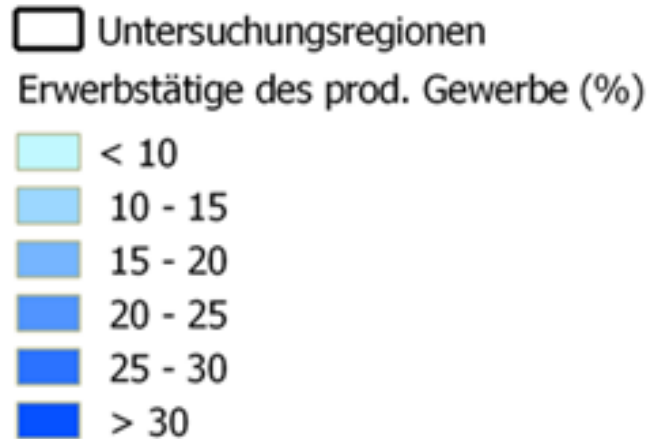 Untersuchungsregionen
Erwerbstätige des prod. Gewerbe (%)
< 10
10 - 15
15 - 20
20 - 25
25 - 30
> 30